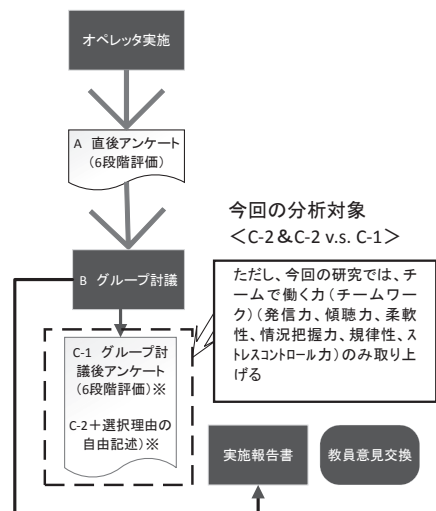 オペレッタ実施
A 直後アンケート
(6段階評価)
今回の分析対象
＜C-2＆C-2 v.s. C-1＞
B グループ討議
ただし、今回の研究では、チ
ームで働く力(チームワー
ク)(発信力、傾聴力、柔軟
性、情況把握力、規律性、ス
トレスコントロール力)のみ取り上
げる
C-1 グループ討
議後アンケート
(6段階評価)※
C-2＋選択理由の
自由記述)※
実施報告書
教員意見交換